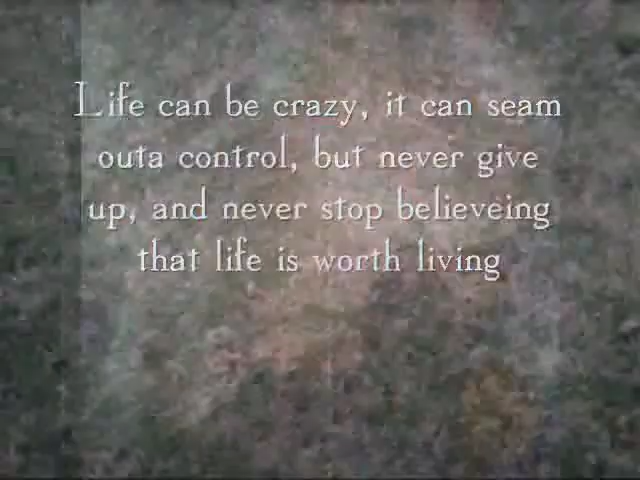 Life can be crazy, it can seam
outa control, but never give
up, and never stop believeing
that life is worth living